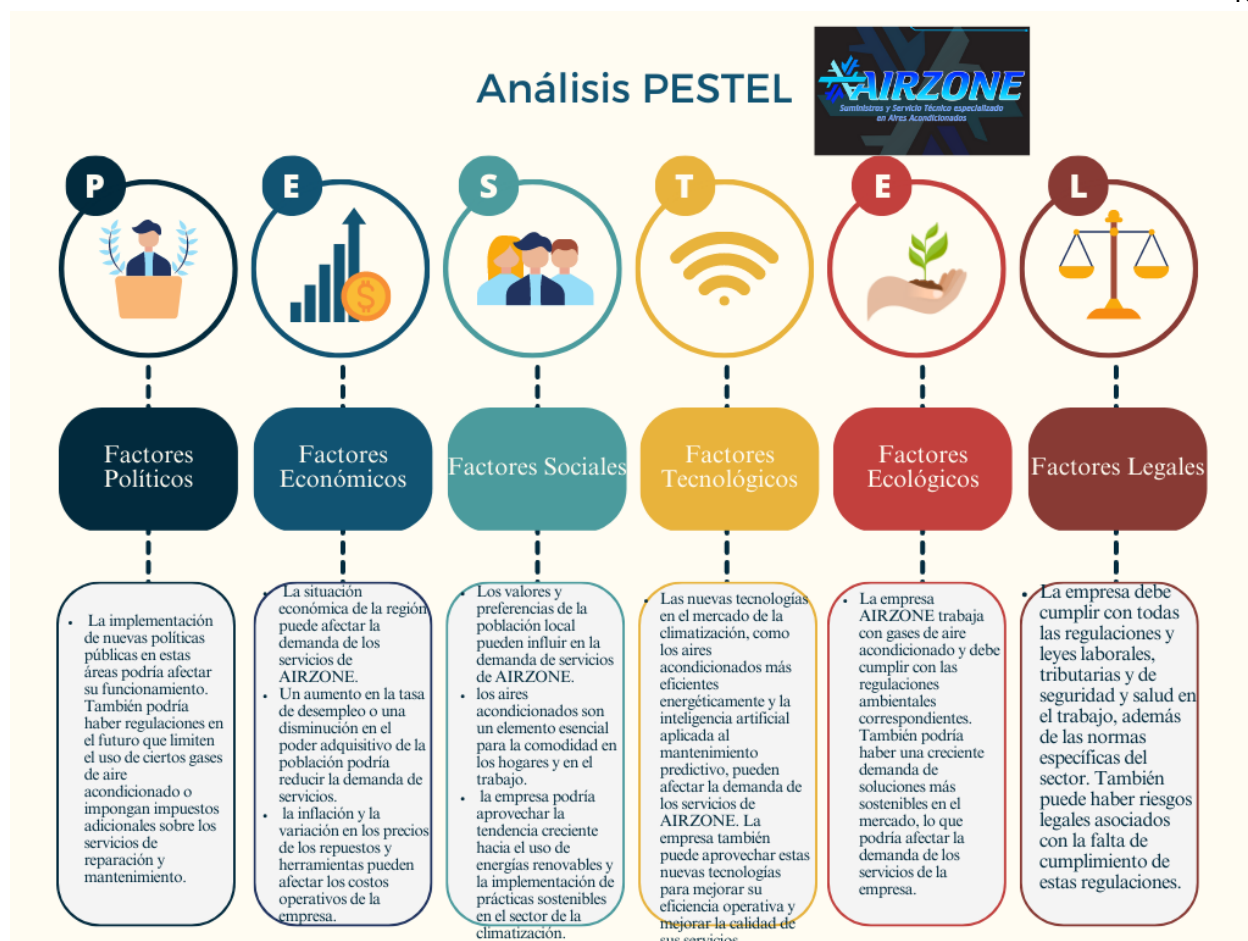 Análisis PESTEL
AIRZONE
Suministros y Servicio Técnico especializado
en Aires Acondicionados
P
E
S
T
E
L
Factores
Políticos
Factores
Económicos
Factores Sociales
Factores
Tecnológicos
Factores
Ecológicos
Factores Legales
• La implementación
de nuevas políticas
públicas en estas
áreas podría afectar
su funcionamiento.
También podría
haber regulaciones en
el futuro que limiten
el uso de ciertos gases
de aire
acondicionado o
impongan impuestos
adicionales sobre los
servicios de
reparación y
mantenimiento.
• La situación
económica de la región
puede afectar la
demanda de los
servicios de
AIRZONE.
• Un aumento en la tasa
de desempleo o una
disminución en el
poder adquisitivo de la
población podría
reducir la demanda de
servicios.
• la inflación y la
variación en los precios
de los repuestos y
herramientas pueden
afectar los costos
operativos de la
empresa.
• Los valores y
preferencias de la
población local
pueden influir en la
demanda de servicios
de AIRZONE.
• los aires
acondicionados son
un elemento esencial
para la comodidad en
los hogares y en el
trabajo.
• la empresa podría
aprovechar la
tendencia creciente
hacia el uso de
energías renovables y
la implementación de
prácticas sostenibles
en el sector de la
climatización.
• Las nuevas tecnologías
en el mercado de la
climatización, como
los aires
acondicionados más
eficientes
energéticamente y la
inteligencia artificial
aplicada al
mantenimiento
predictivo, pueden
afectar la demanda de
los servicios de
AIRZONE. La
empresa también
puede aprovechar estas
nuevas tecnologías
para mejorar su
eficiencia operativa y
mejorar la calidad de
sus servicios.
• La empresa
AIRZONE trabaja
con gases de aire
acondicionado y debe
cumplir con las
regulaciones
ambientales
correspondientes.
También podría
haber una creciente
demanda de
soluciones más
sostenibles en el
mercado, lo que
podría afectar la
demanda de los
servicios de la
empresa.
• La empresa debe
cumplir con todas
las regulaciones y
leyes laborales,
tributarias y de
seguridad y salud en
el trabajo, además
de las normas
específicas del
sector. También
puede haber riesgos
legales asociados
con la falta de
cumplimiento de
estas regulaciones.